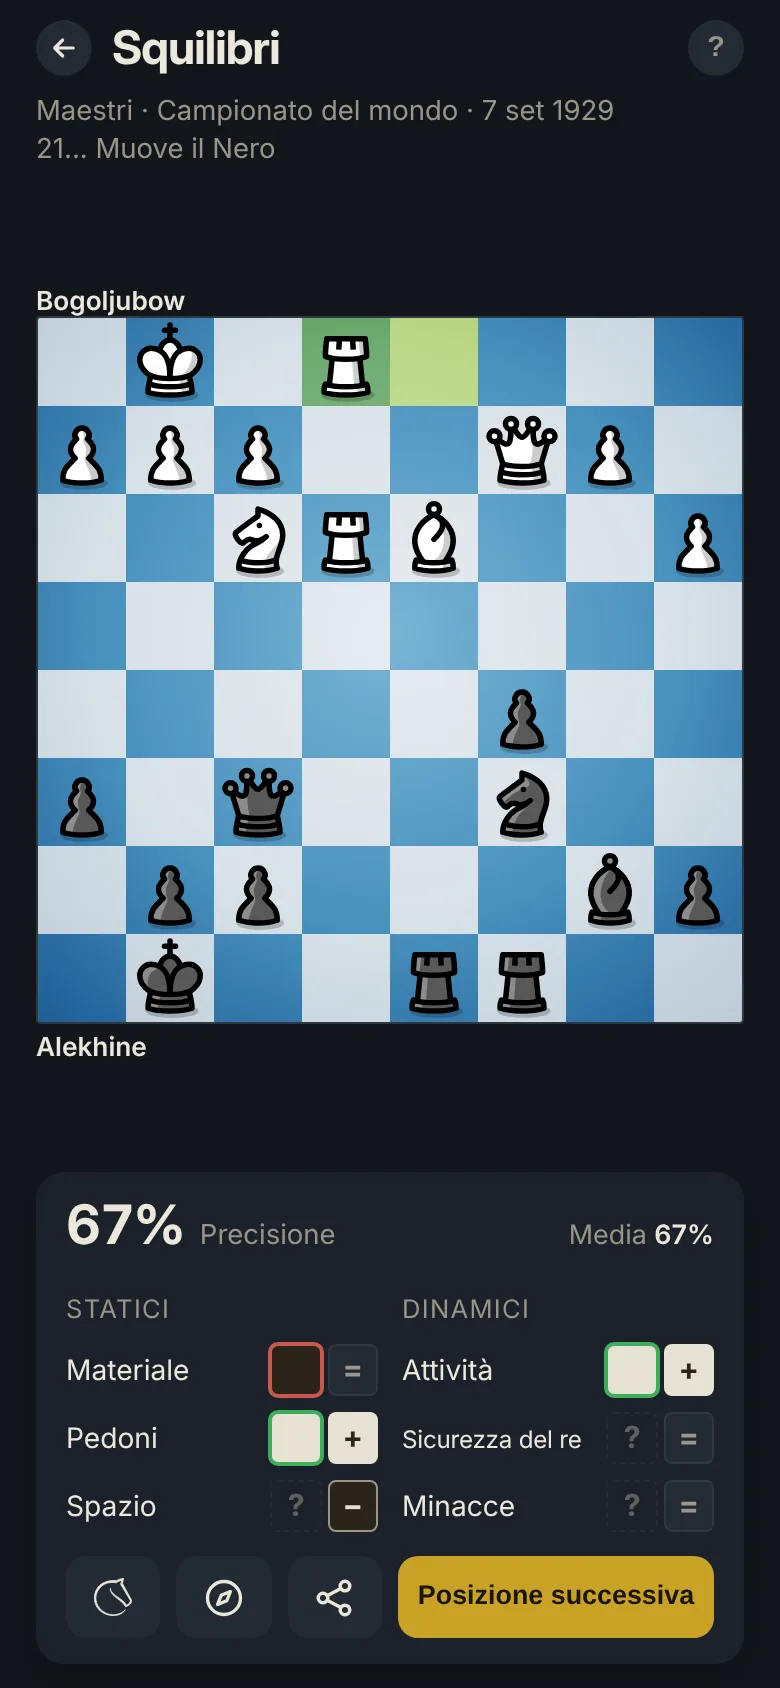 Squilibri
?
Maestri · Campionato del mondo · 7 set 1929
21... Muove il Nero
Bogoljubow
Alekhine
67% Precisione
Media 67%
STATICI
DINAMICI
Materiale =
Attività +
Pedoni +
Sicurezza del re ? =
Spazio ? −
Minacce ? =
Posizione successiva